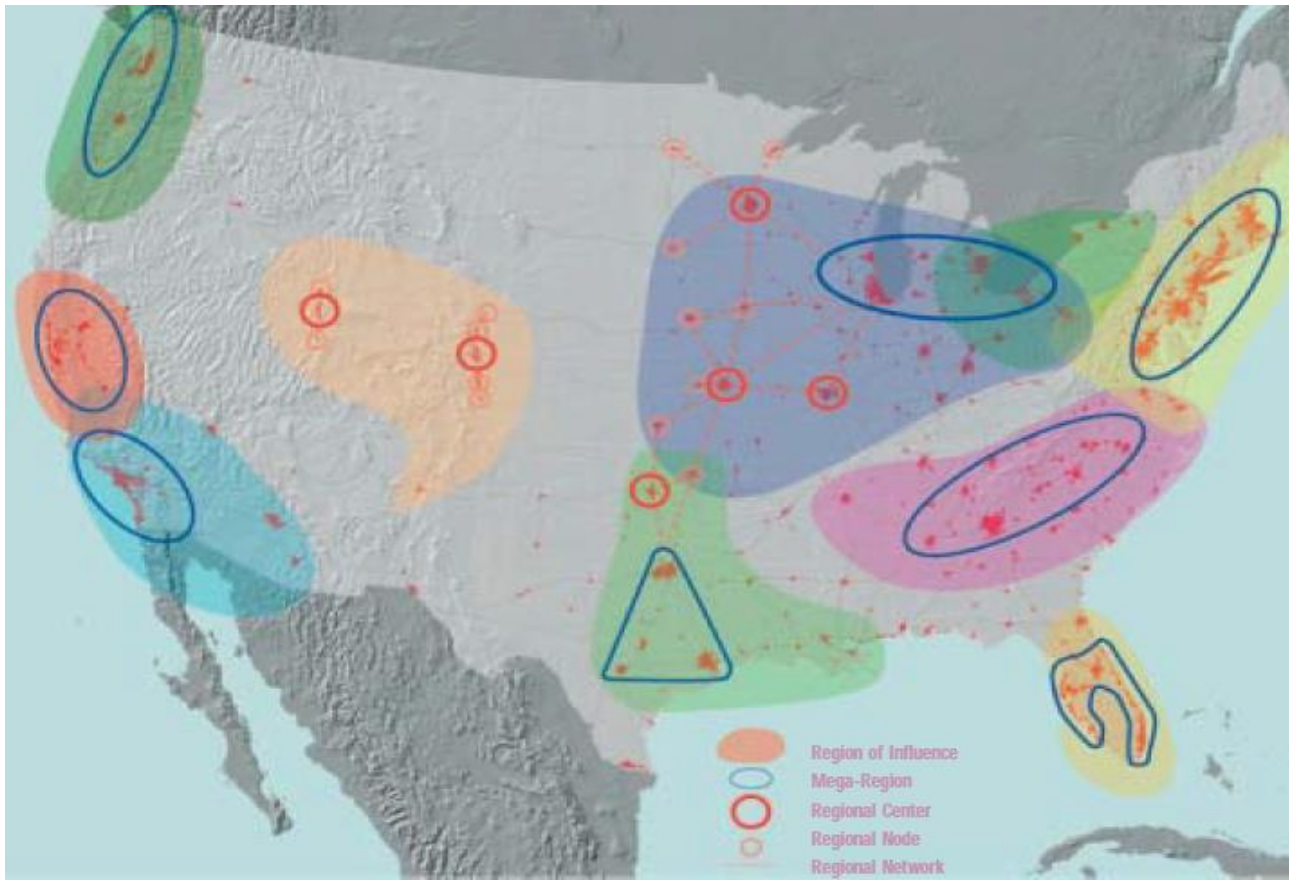 Region of Influence
Mega-Region
Regional Center
Regional Node
Regional Network